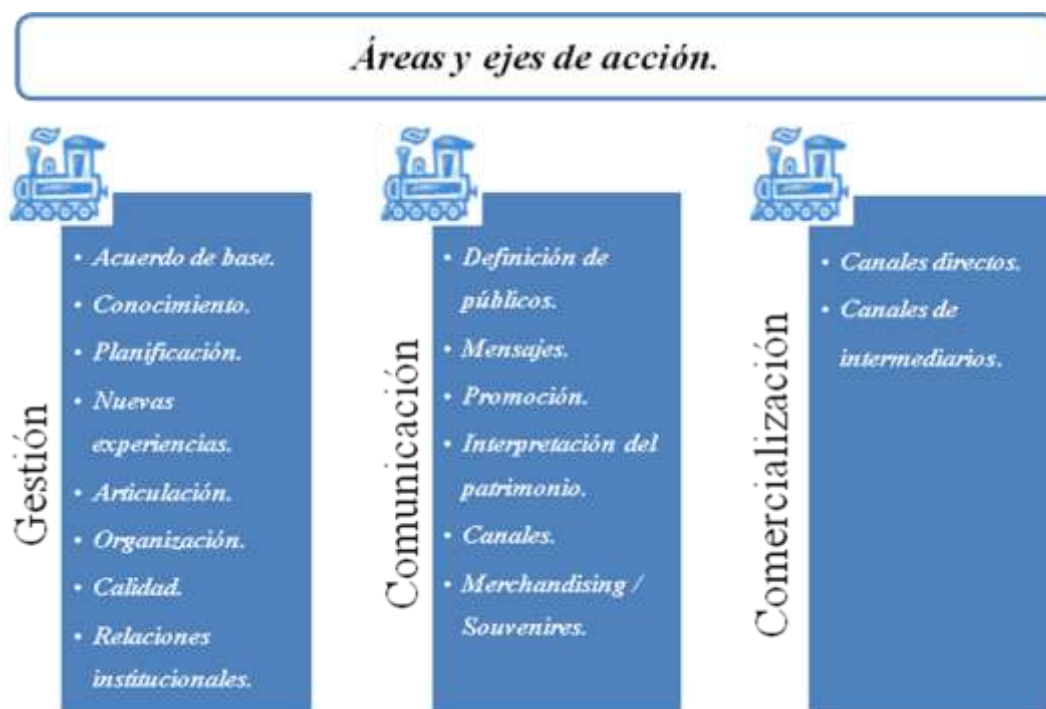 Áreas y ejes de acción.
Gestión
• Acuerdo de base.
• Conocimiento.
• Planificación.
• Nuevas
experiencias.
• Articulación.
• Organización.
• Calidad.
• Relaciones
institucionales.
Comunicación
• Definición de
públicos.
• Mensajes.
• Promoción.
• Interpretación del
patrimonio.
• Canales.
• Merchandising /
Souvenires.
Comercialización
• Canales directos.
• Canales de
intermediarios.